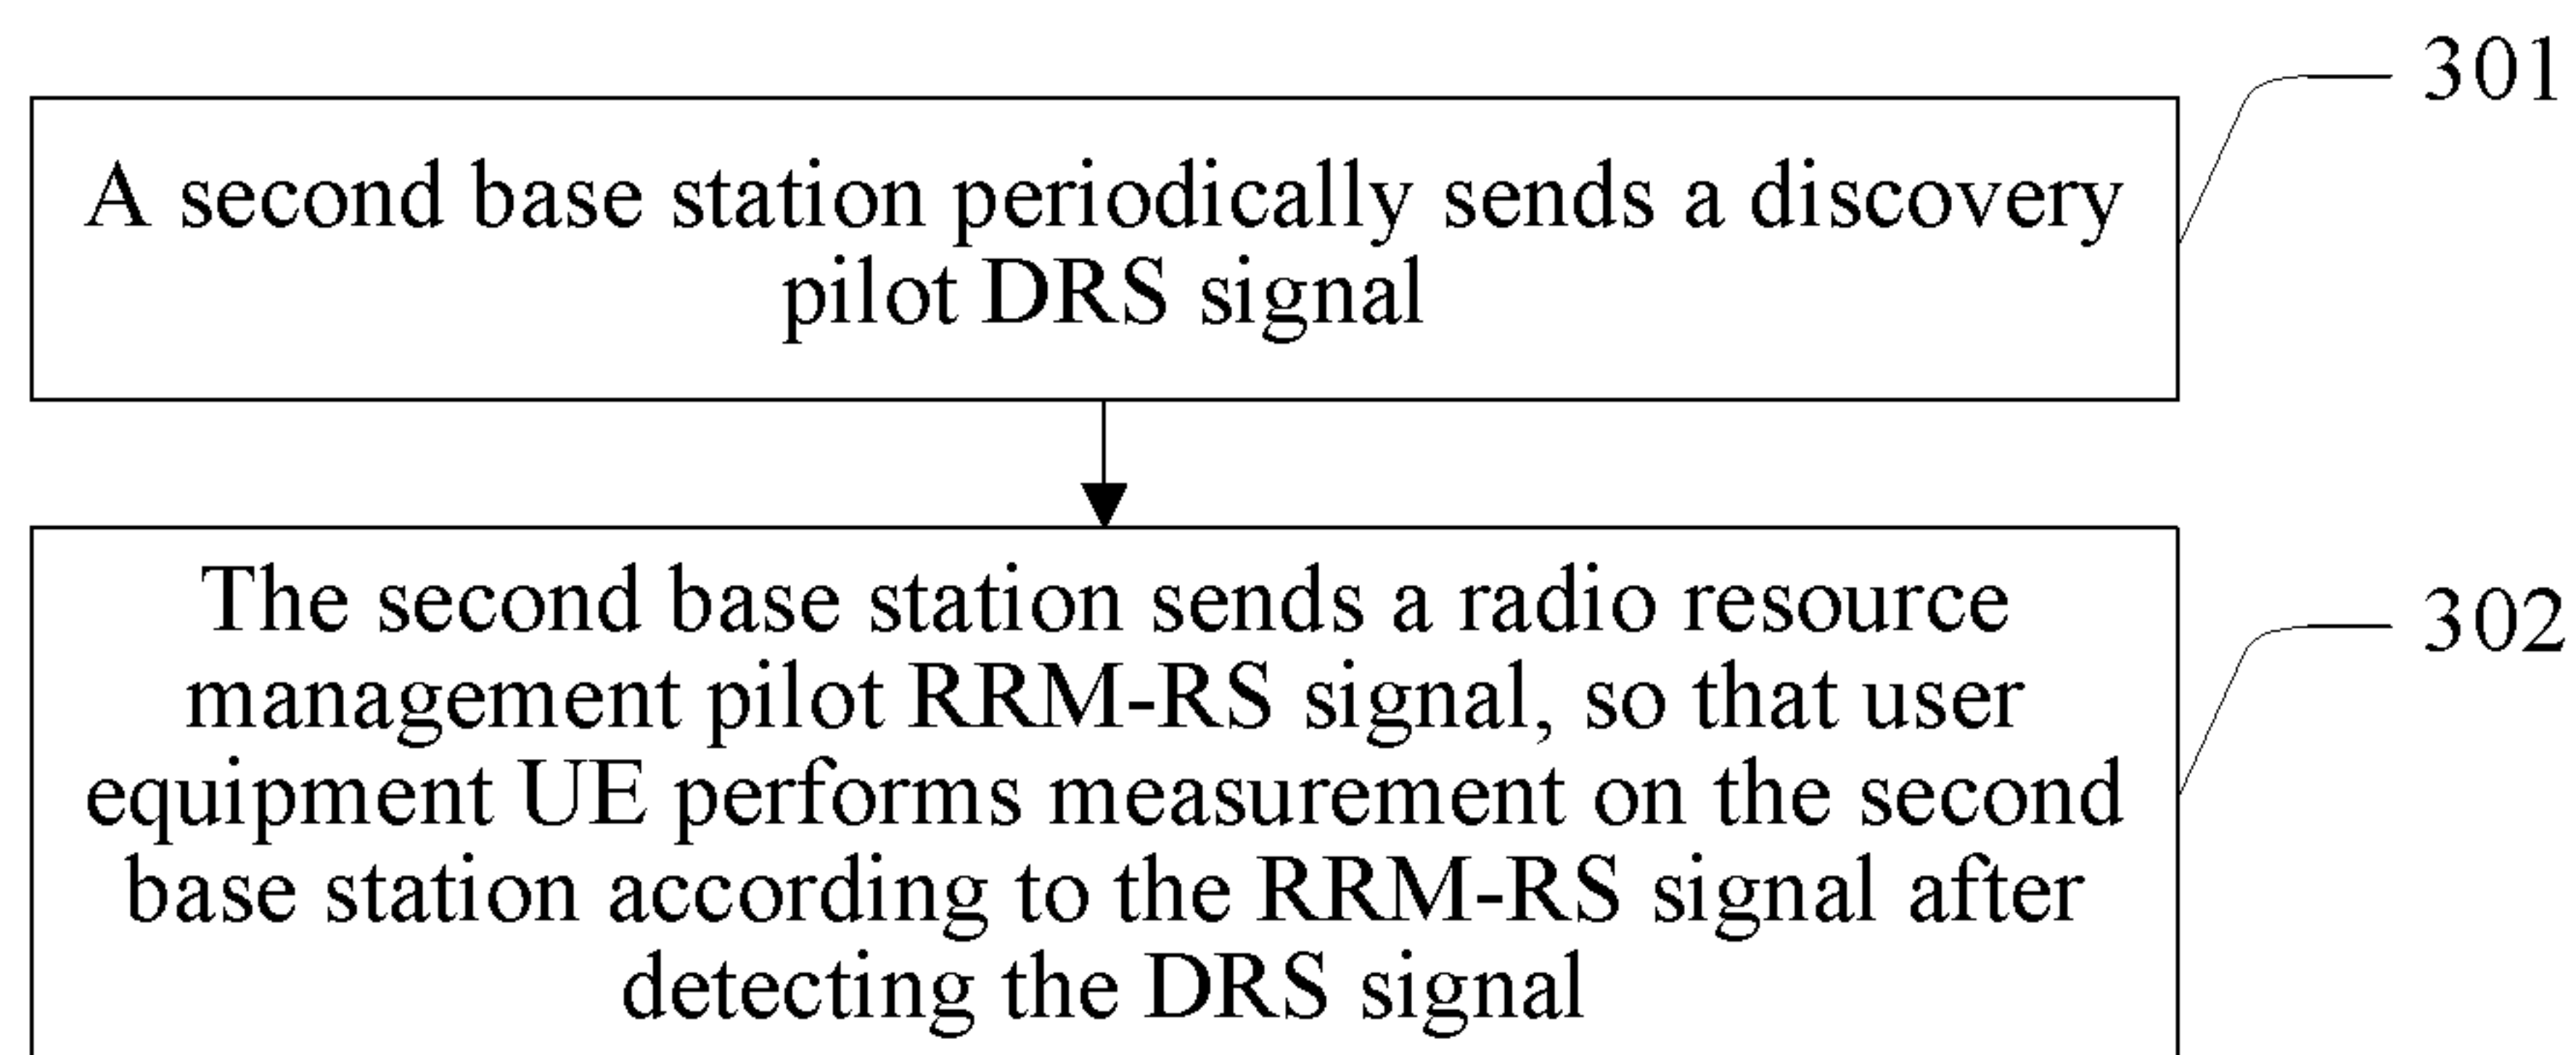 301
A second base station periodically sends a discovery
pilot DRS signal
302
The second base station sends a radio resource
management pilot RRM-RS signal, so that user
equipment UE performs measurement on the second
base station according to the RRM-RS signal after
detecting the DRS signal